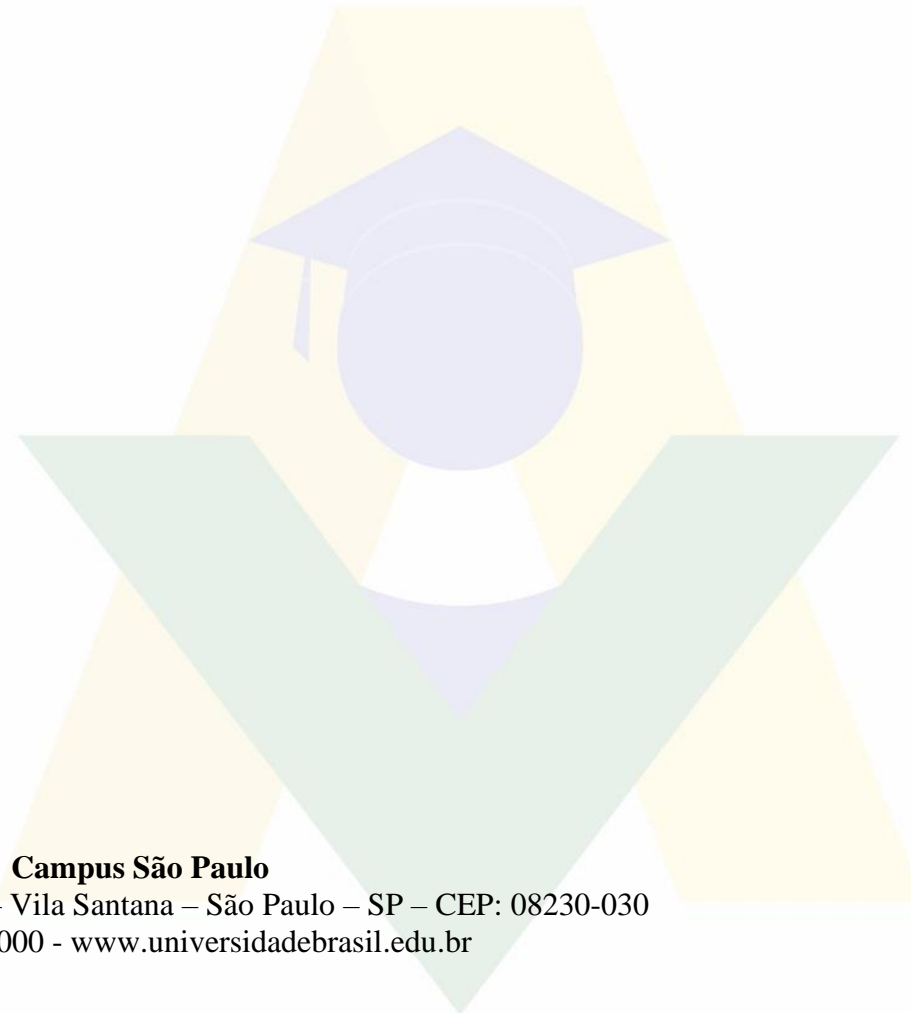 Campus São Paulo
Vila Santana – São Paulo – SP – CEP: 08230-030
000 - www.universidadebrasil.edu.br